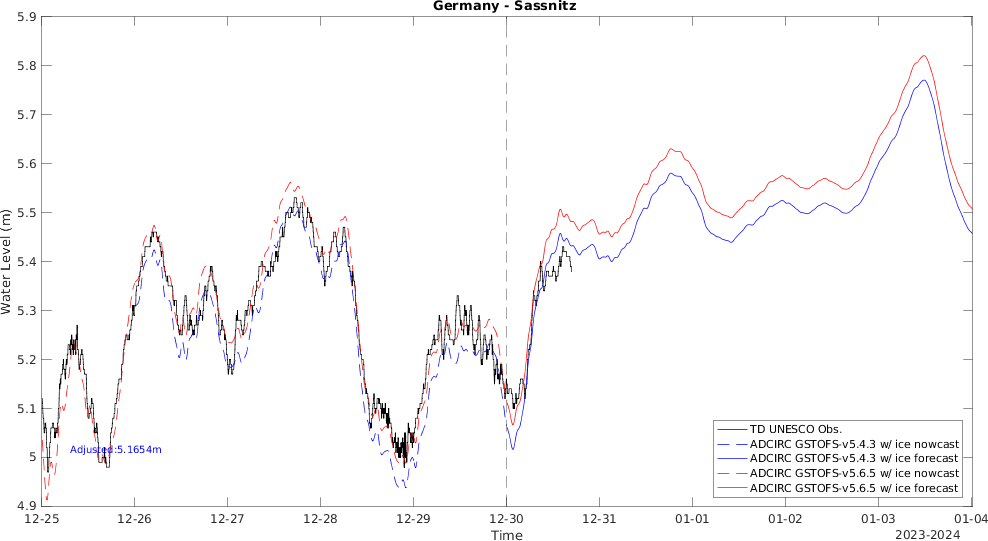 Germany - Sassnitz
5.9
5.8
5.7
5.6
5.5
5.4
5.3
5.2
5.1
5
4.9
Water Level (m)
Adjusted:5.1654m
TD UNESCO Obs.
ADCIRC GSTOFS-v5.4.3 w/ ice nowcast
ADCIRC GSTOFS-v5.4.3 w/ ice forecast
ADCIRC GSTOFS-v5.6.5 w/ ice nowcast
ADCIRC GSTOFS-v5.6.5 w/ ice forecast
12-25 12-26 12-27 12-28 12-29 12-30 12-31 01-01 01-02 01-03 01-04
Time
2023-2024